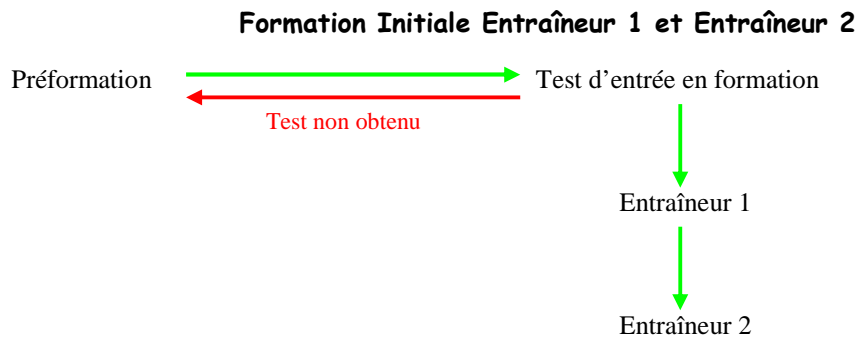 Formation Initiale Entraîneur 1 et Entraîneur 2
Préformation
Test d'entrée en formation
Test non obtenu
Entraîneur 1
Entraîneur 2